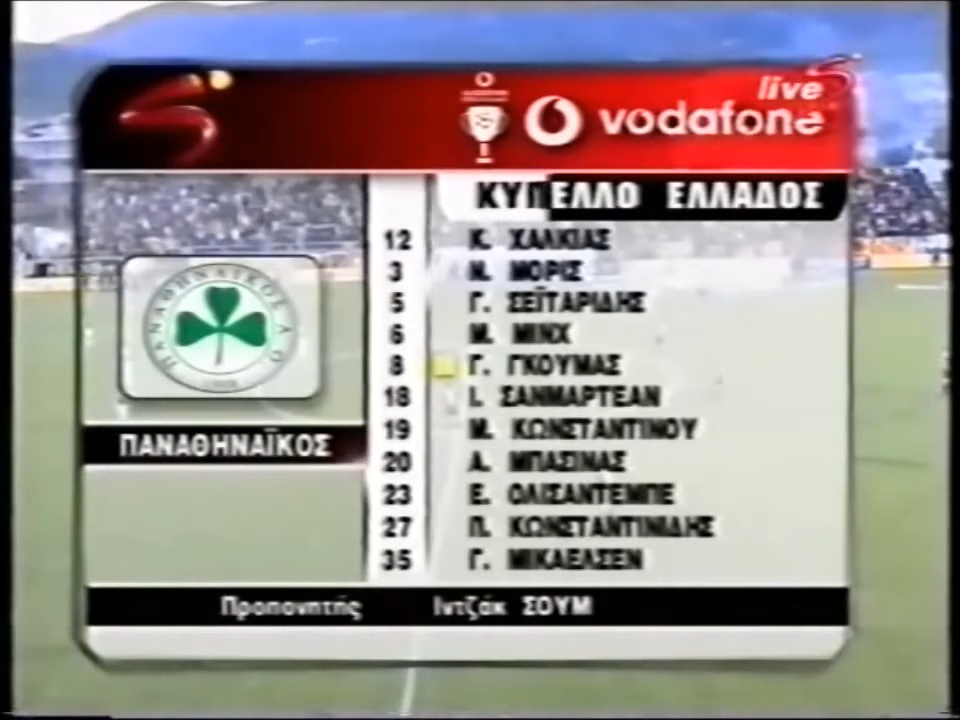 live
vodafone
ΚΥΠΕΛΛΟ ΕΛΛΑΔΟΣ
12 Κ. ΧΑΛΚΙΑΣ
3 Ν. ΜΟΡΙΣ
5 Γ. ΣΕΪΤΑΡΙΔΗΣ
6 Μ. ΜΙΝΧ
8 Γ. ΓΚΟΥΜΑΣ
18 Ι. ΣΑΝΜΑΡΤΕΑΝ
19 Μ. ΚΩΝΣΤΑΝΤΙΝΟΥ
20 Α. ΜΠΑΣΙΝΑΣ
23 Ε. ΟΛΙΣΑΝΤΕΜΠΕ
27 Π. ΚΩΝΣΤΑΝΤΙΝΙΔΗΣ
35 Γ. ΜΙΚΑΕΛΣΕΝ
ΠΑΝΑΘΗΝΑΪΚΟΣ Α Ο
ΠΑΝΑΘΗΝΑΪΚΟΣ
Προπονητής Ιντζάκ ΣΟΥΜ